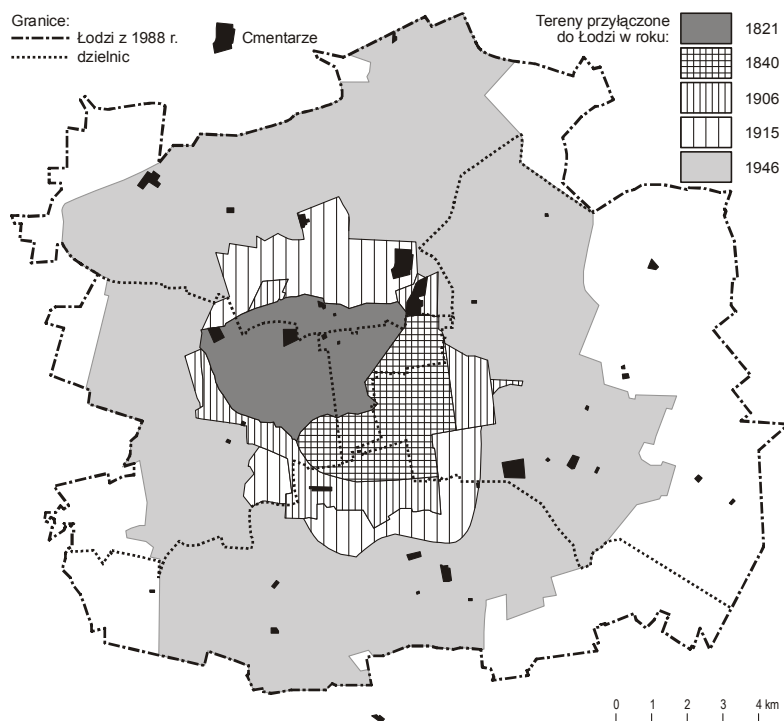 Granice:
Łodzi z 1988 r.
dzielnic
Cmentarze
Tereny przyłączone
do Łodzi w roku:
1821
1840
1906
1915
1946
0 1 2 3 4 km